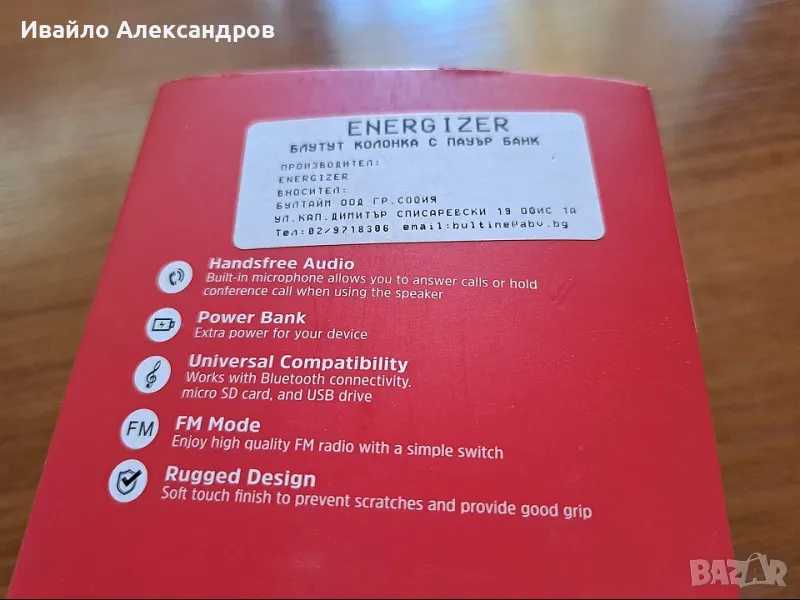 Ивайло Александров
ENERGIZER
БЛУТУТ КОЛОНКА С ПАУЪР БАНК
ПРОИЗВОДИТЕЛ:
ENERGIZER
ВНОСИТЕЛ:
БУЛТАЙМ ООД ГР.СОФИЯ
УЛ.КАП.ДИМИТЪР СПИСАРЕВСКИ 19 ОФИС 1А
Тел:02/9718306 email:bultime@abv.bg
Handsfree Audio
Built-in microphone allows you to answer calls or hold
conference call when using the speaker
Power Bank
Extra power for your device
Universal Compatibility
Works with Bluetooth connectivity,
micro SD card, and USB drive
FM
FM Mode
Enjoy high quality FM radio with a simple switch
Rugged Design
Soft touch finish to prevent scratches and provide good grip
BAZAR